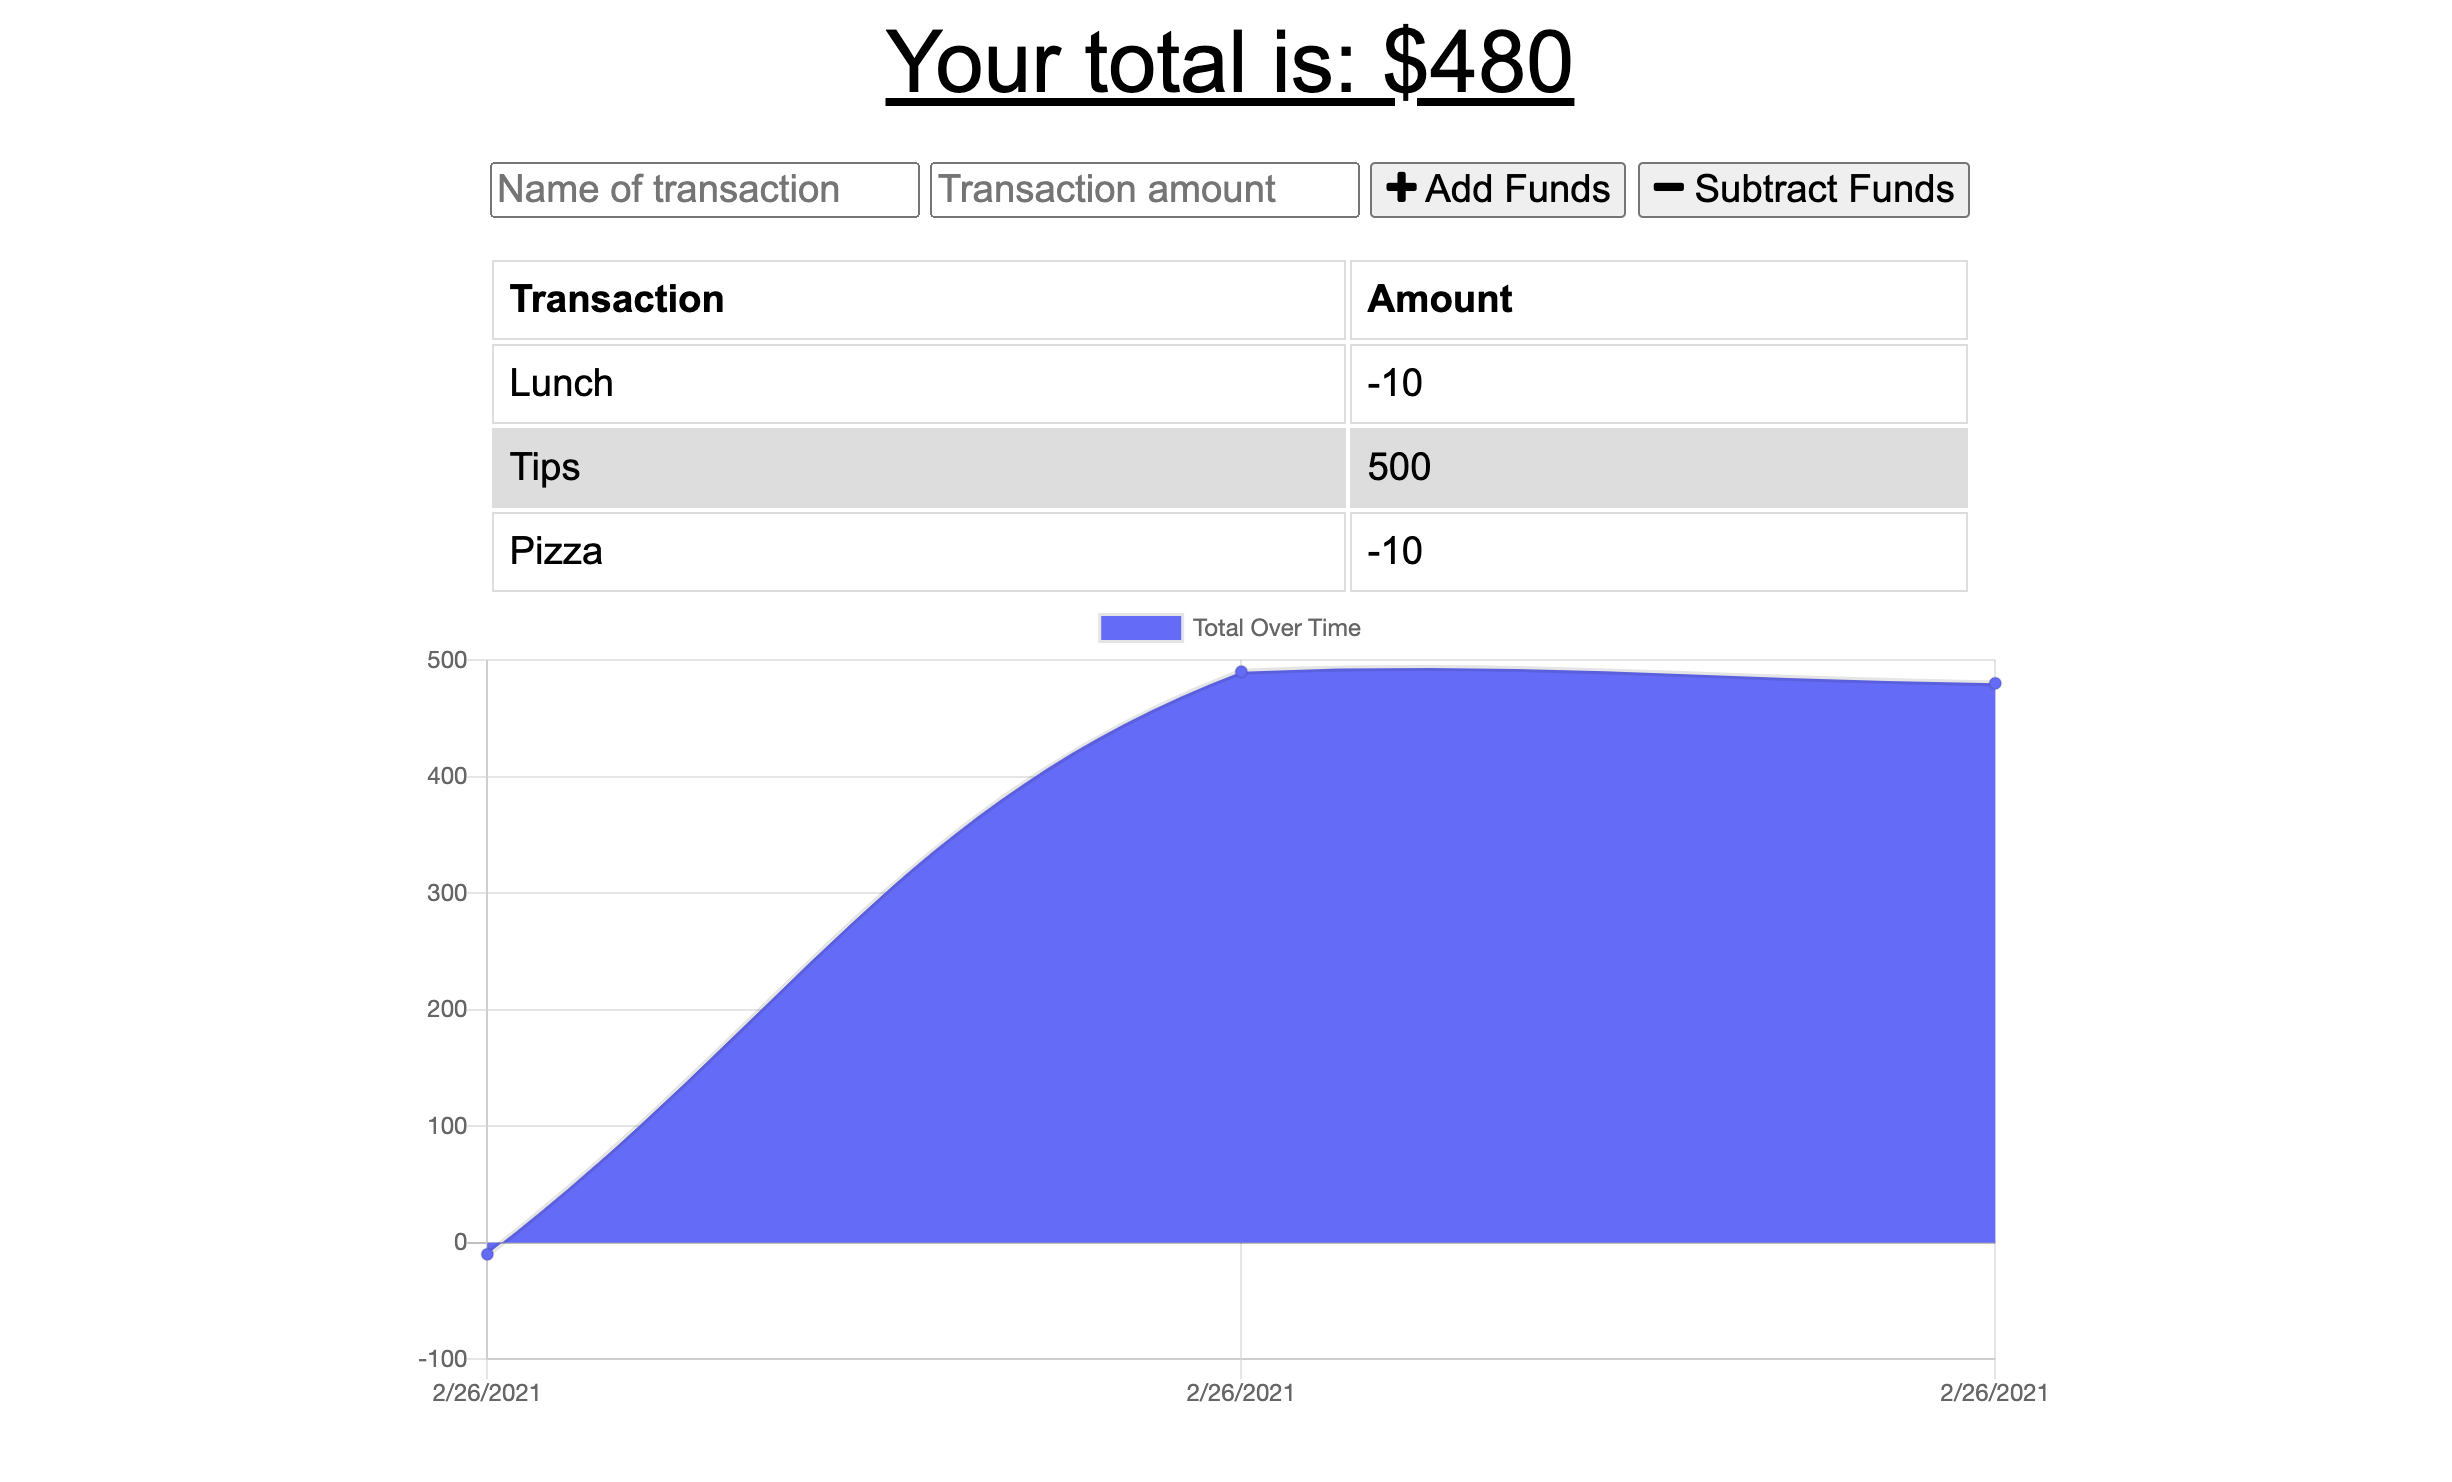 Your total is: $480
Name of transaction Transaction amount Add Funds Subtract Funds
Transaction Amount
Lunch -10
Tips 500
Pizza -10
Total Over Time
500
400
300
200
100
0
-100
2/26/2021 2/26/2021 2/26/2021